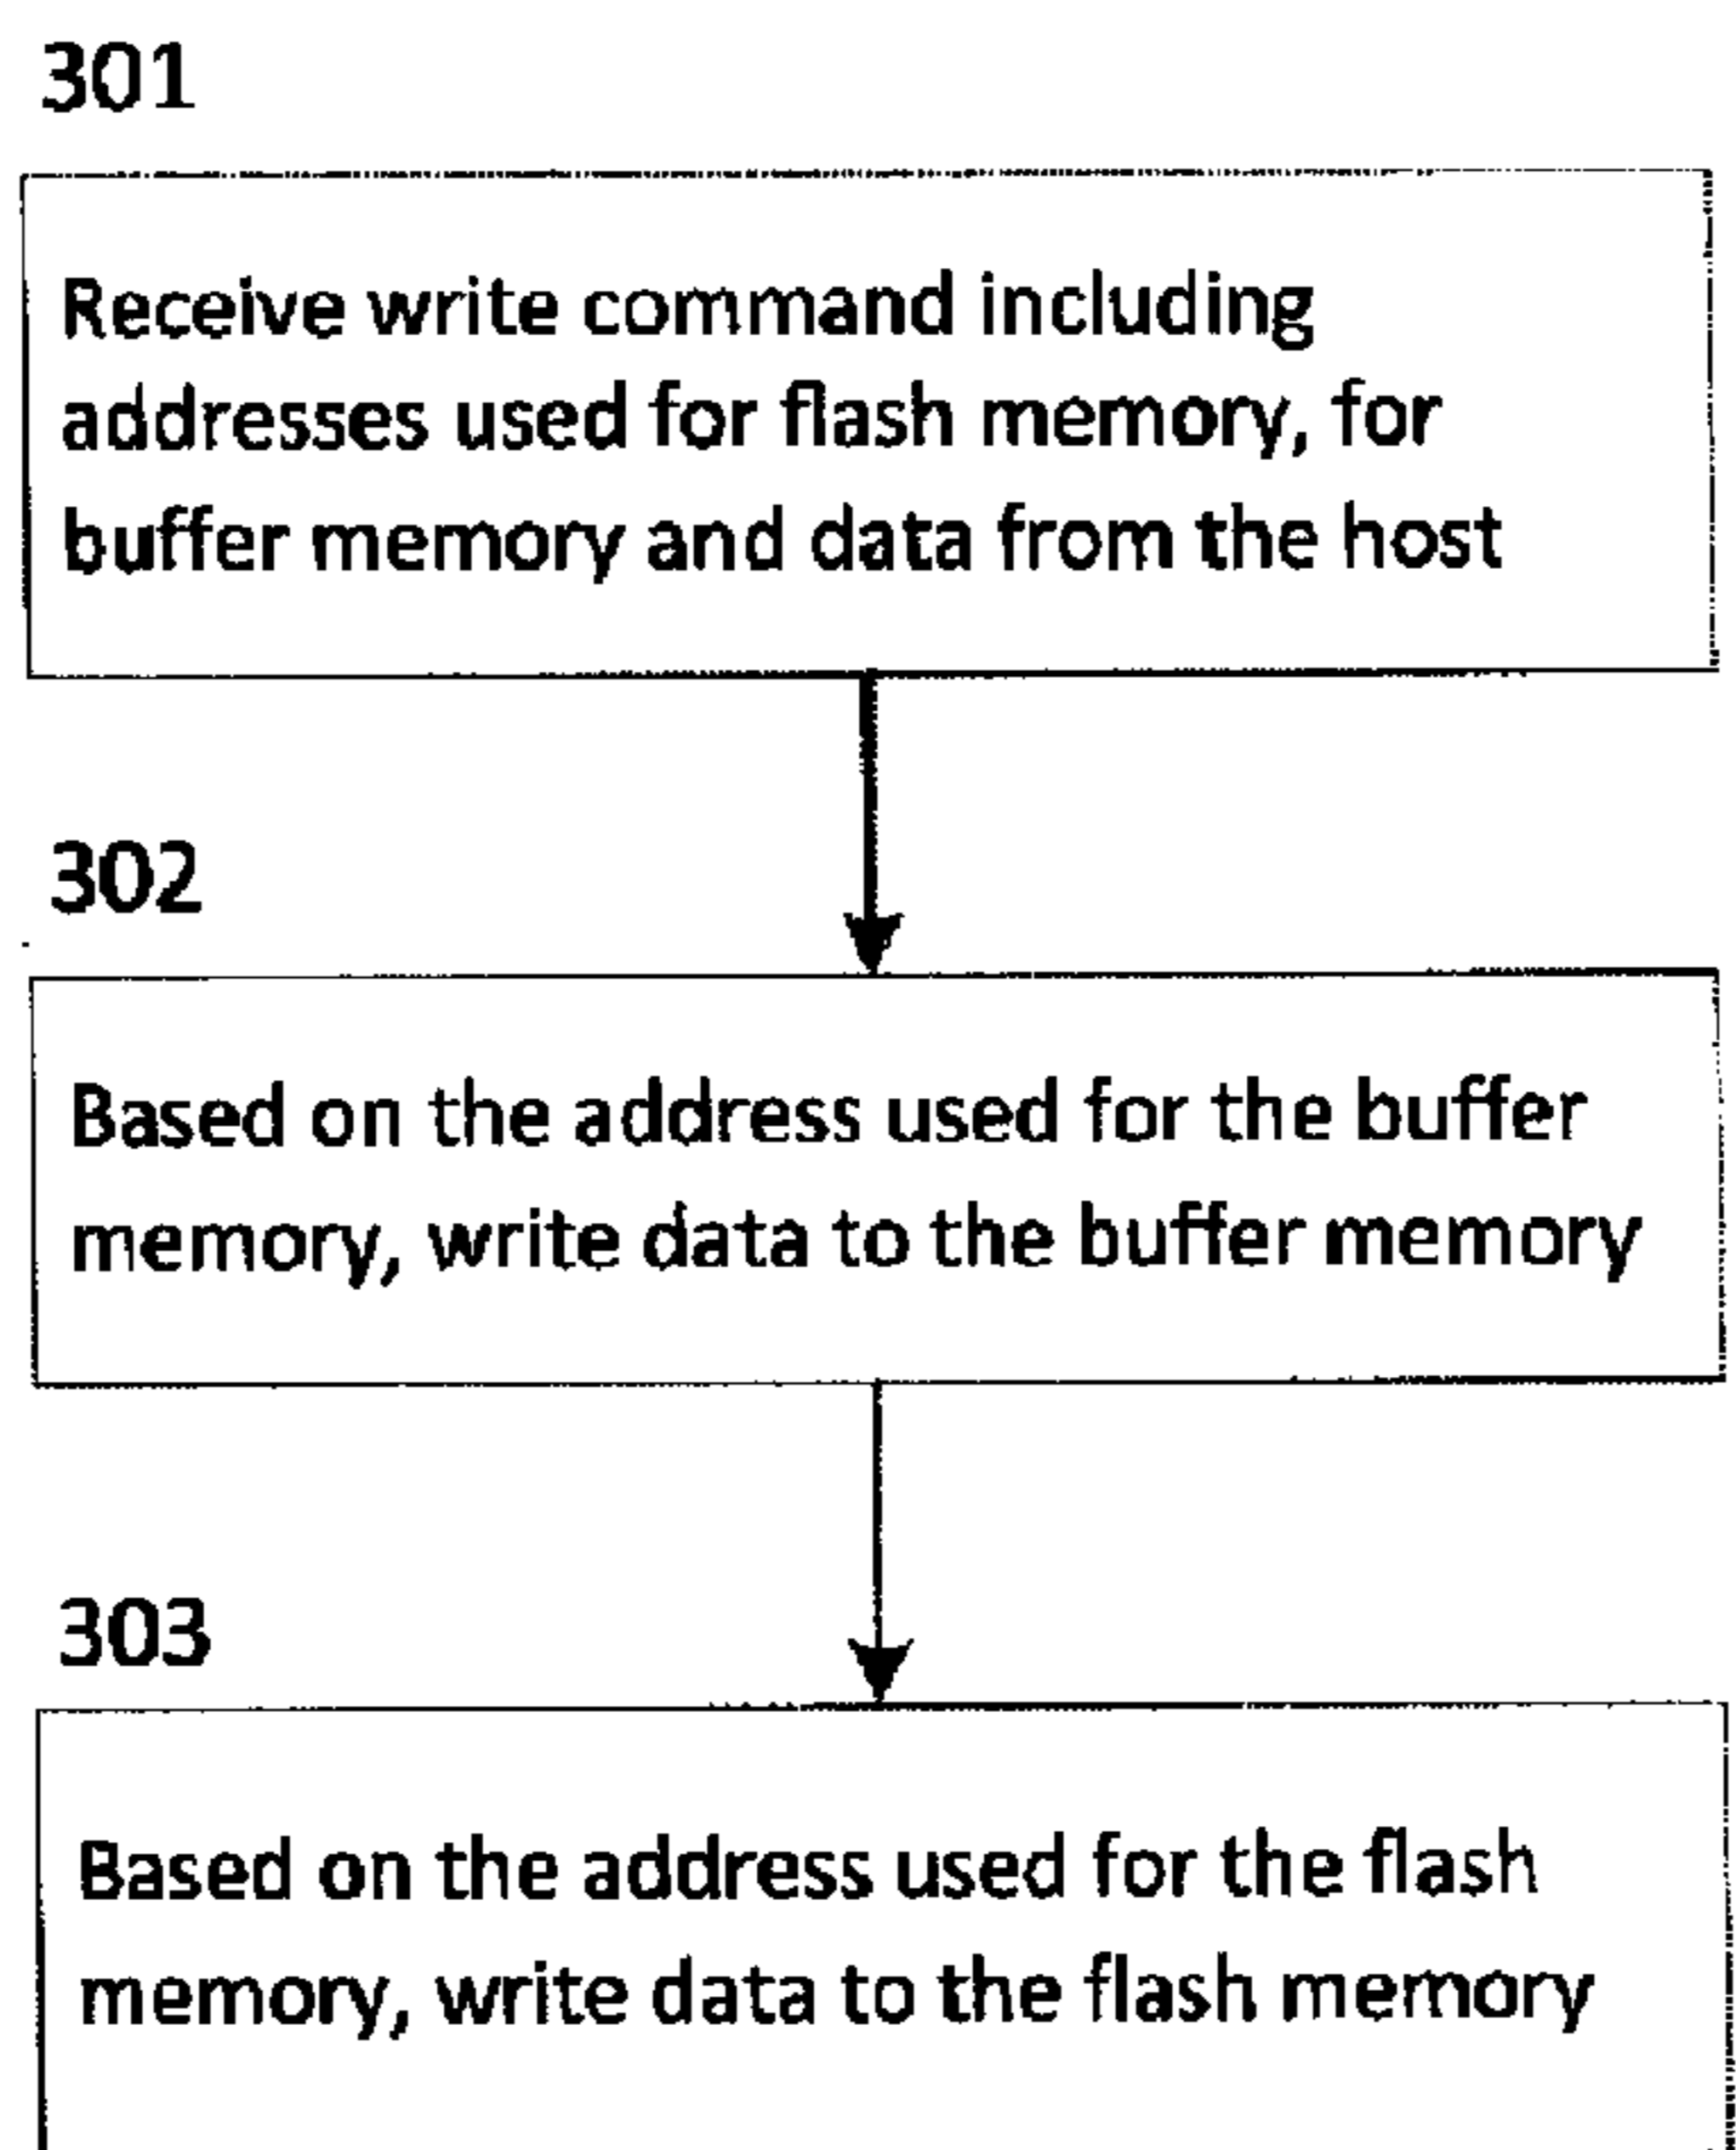 301
Receive write command including
addresses used for flash memory, for
buffer memory and data from the host
302
Based on the address used for the buffer
memory, write data to the buffer memory
303
Based on the address used for the flash
memory, write data to the flash memory